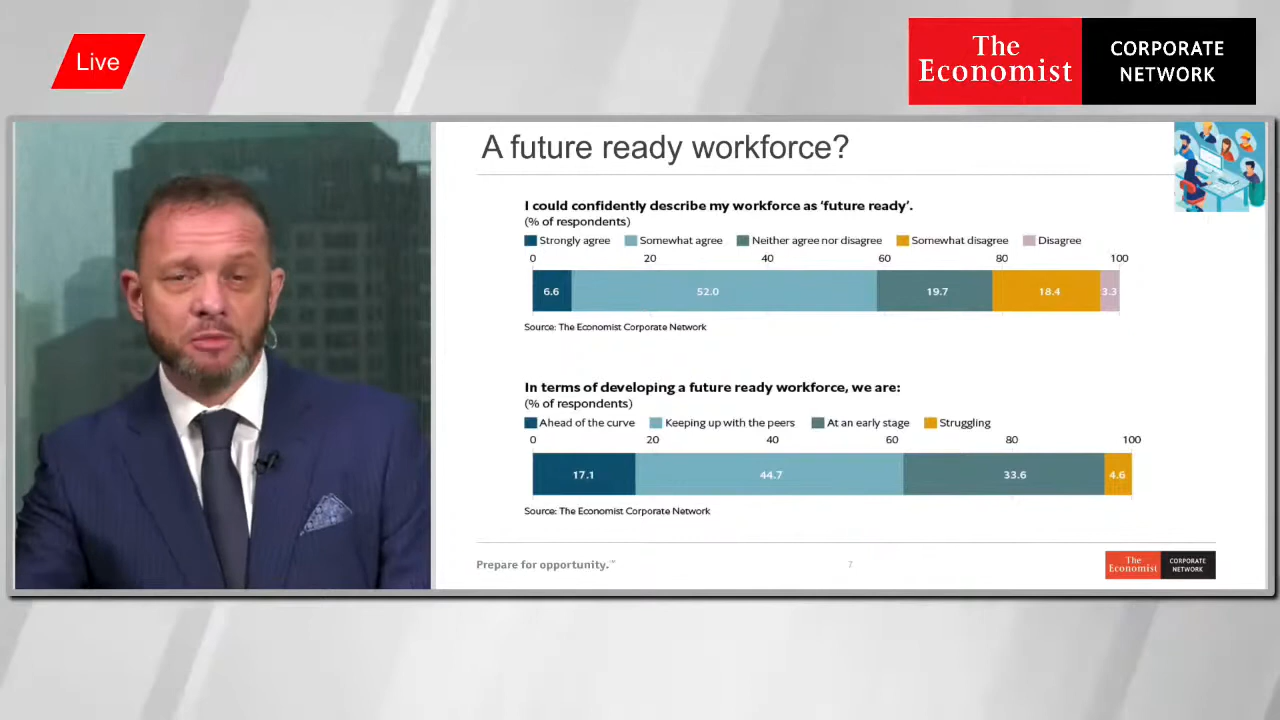 Live
The
Economist
CORPORATE
NETWORK
A future ready workforce?
I could confidently describe my workforce as 'future ready'.
(% of respondents)
Strongly agree Somewhat agree Neither agree nor disagree Somewhat disagree Disagree
0 20 40 60 80 100
6.6 52.0 19.7 18.4 3.3
Source: The Economist Corporate Network
In terms of developing a future ready workforce, we are:
(% of respondents)
Ahead of the curve Keeping up with the peers At an early stage Struggling
0 20 40 60 80 100
17.1 44.7 33.6 4.6
Source: The Economist Corporate Network
Prepare for opportunity.™ 7
The
Economist
CORPORATE
NETWORK